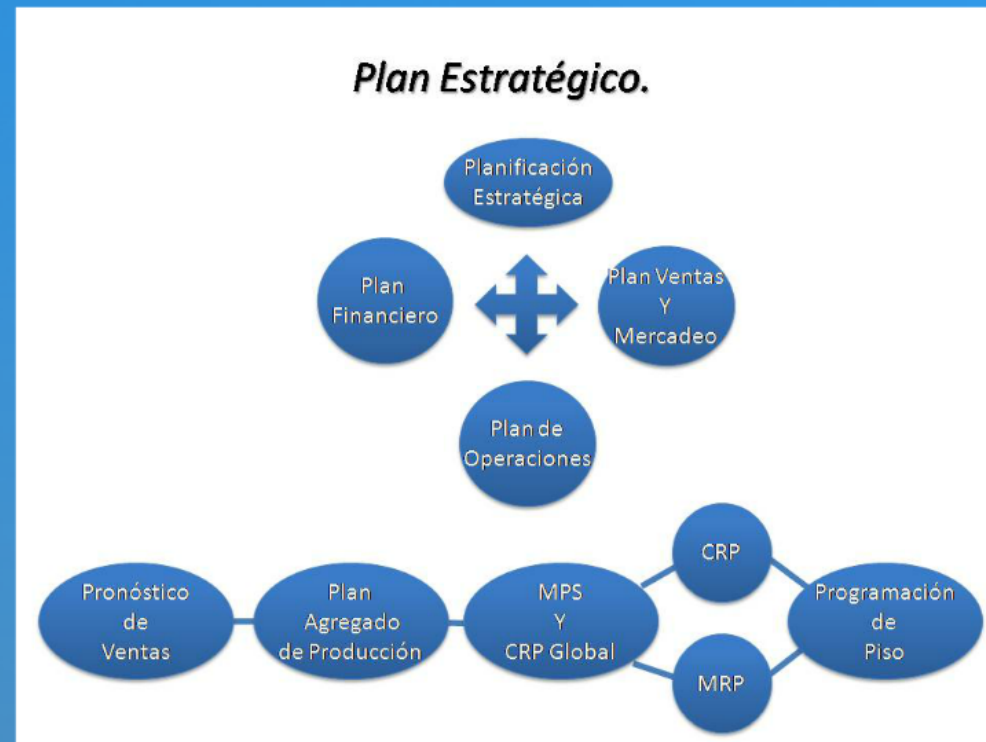 Plan Estratégico.
Planificación
Estratégica
Plan
Financiero
Plan Ventas
Y
Mercadeo
Plan de
Operaciones
Pronóstico
de
Ventas
Plan
Agregado
de Producción
MPS
Y
CRP Global
CRP
MRP
Programación
de
Piso